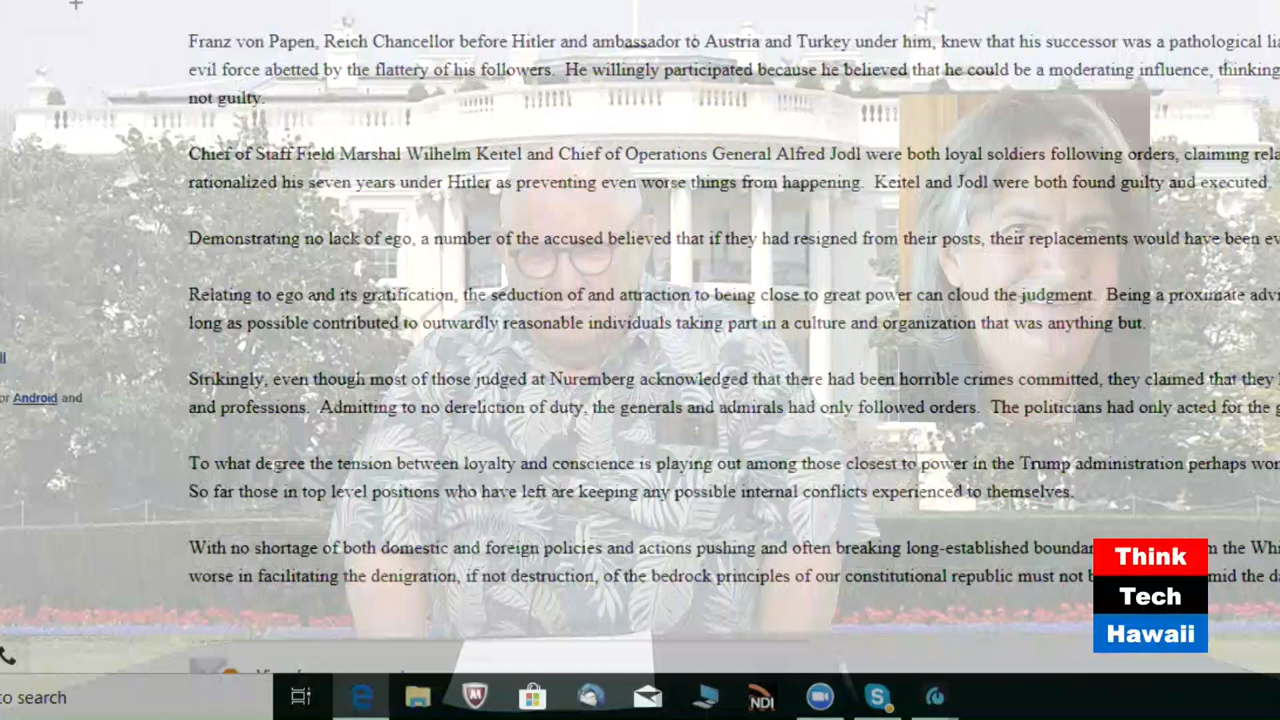 Franz von Papen, Reich Chancellor before Hitler and ambassador to Austria and Turkey under him, knew that his successor was a pathological
evil force abetted by the flattery of his followers. He willingly participated because he believed that he could be a moderating influence, thinking
not guilty.
Chief of Staff Field Marshal Wilhelm Keitel and Chief of Operations General Alfred Jodl were both loyal soldiers following orders, claiming
rationalized his seven years under Hitler as preventing even worse things from happening. Keitel and Jodl were both found guilty and executed.
Demonstrating no lack of ego, a number of the accused believed that if they had resigned from their posts, their replacements would have been
Relating to ego and its gratification, the seduction of and attraction to being close to great power can cloud the judgment. Being a proximate
long as possible contributed to outwardly reasonable individuals taking part in a culture and organization that was anything but.
Strikingly, even though most of those judged at Nuremberg acknowledged that there had been horrible crimes committed, they claimed that they
or Android and
and professions. Admitting to no dereliction of duty, the generals and admirals had only followed orders. The politicians had only acted for the
To what degree the tension between loyalty and conscience is playing out among those closest to power in the Trump administration perhaps
So far those in top level positions who have left are keeping any possible internal conflicts experienced to themselves.
With no shortage of both domestic and foreign policies and actions pushing and often breaking long-established the
worse in facilitating the denigration, if not destruction, of the bedrock principles of our constitutional republic must not the
Think
Tech
Hawaii
to search
NDI